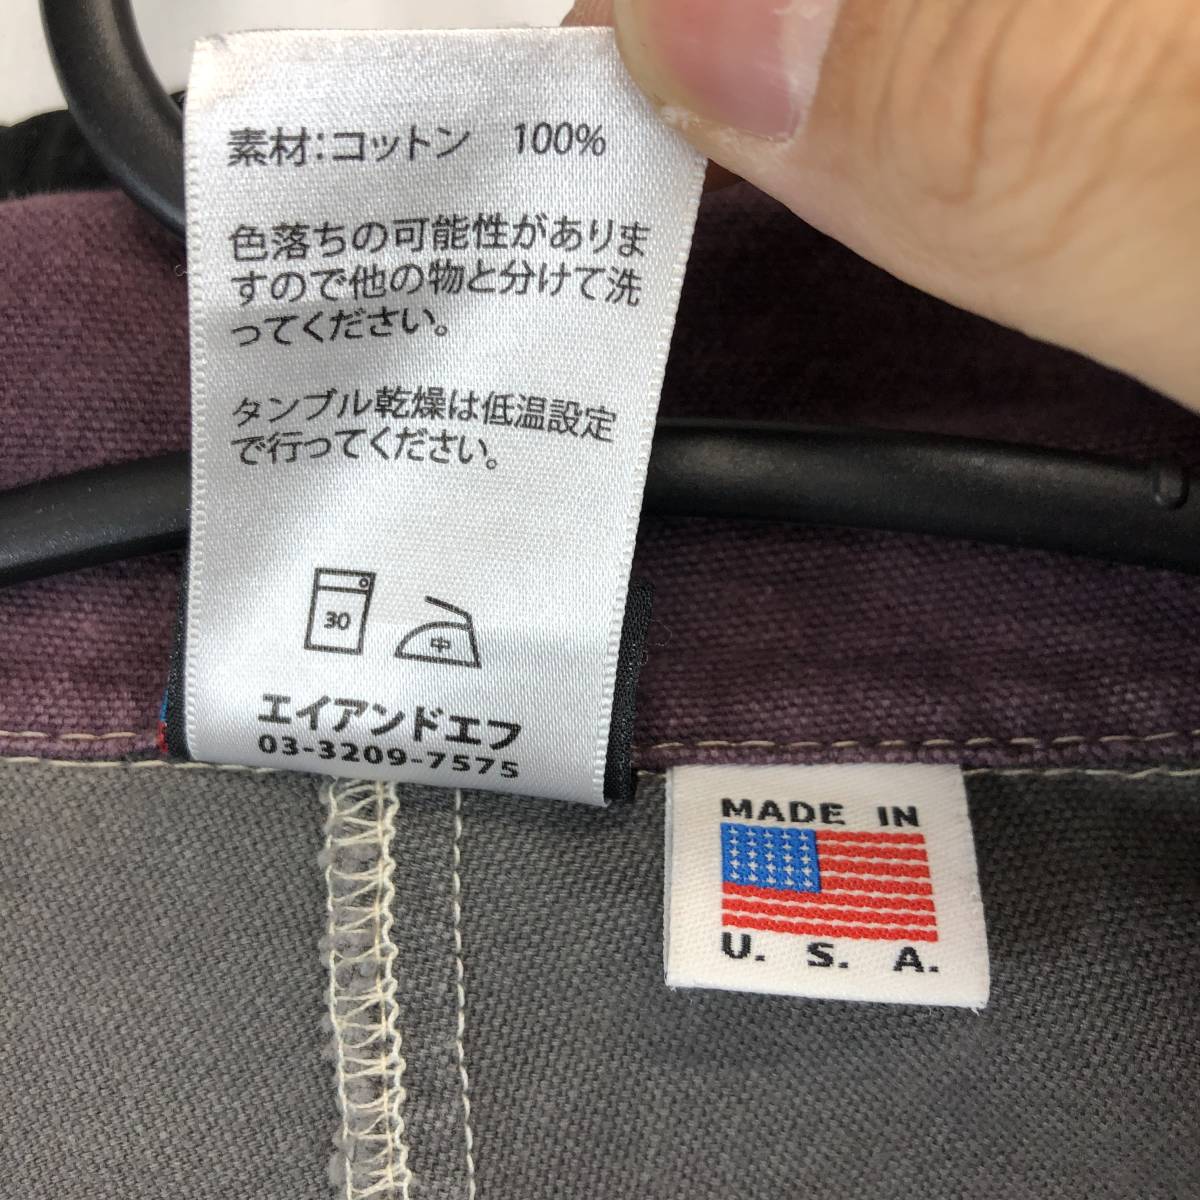 素材：コットン 100%
色落ちの可能性がありま
すので他の物と分けて洗
ってください。
タンブル乾燥は低温設定
で行ってください。
30
中
エイアンドエフ
03-3209-7575
MADE IN
U. S. A.